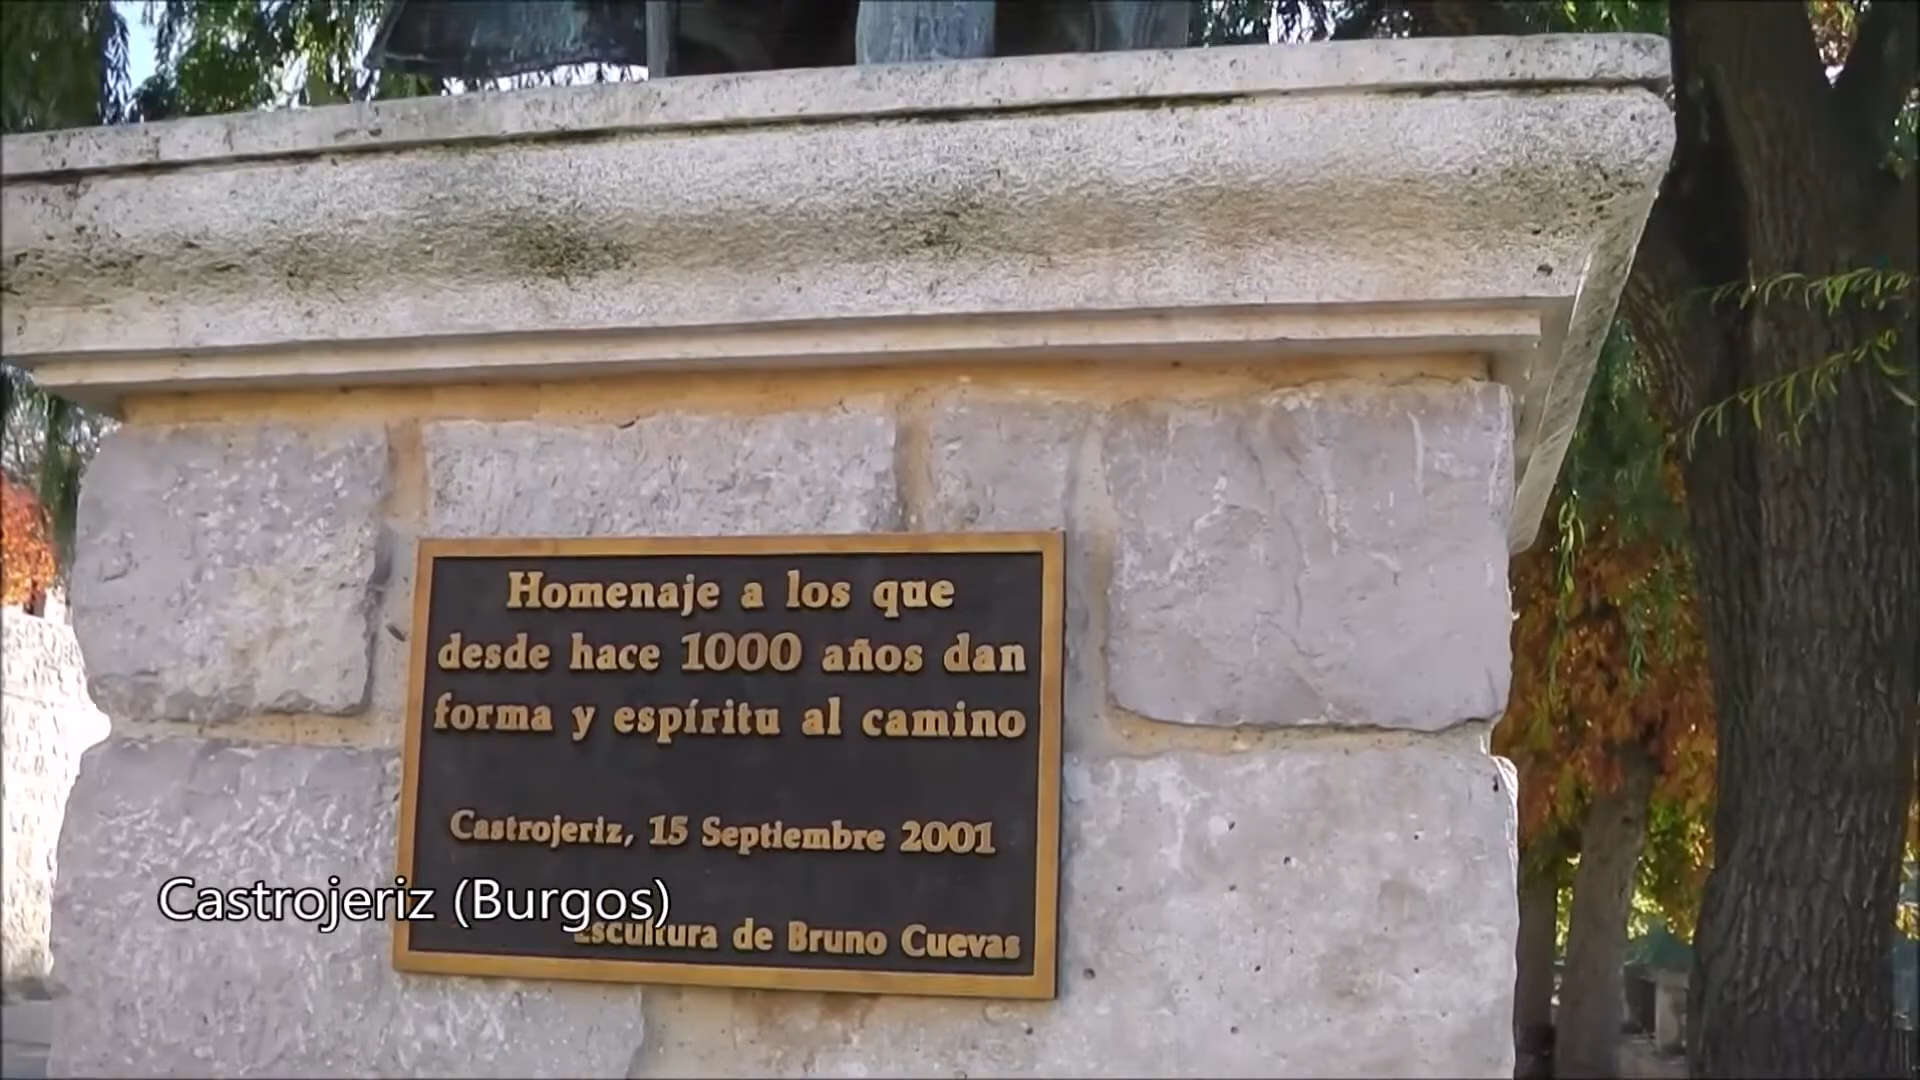 Homenaje a los que
desde hace 1000 años dan
forma y espíritu al camino
Castrojeriz, 15 Septiembre 2001
Castrojeriz (Burgos)
Escultura de Bruno Cuevas